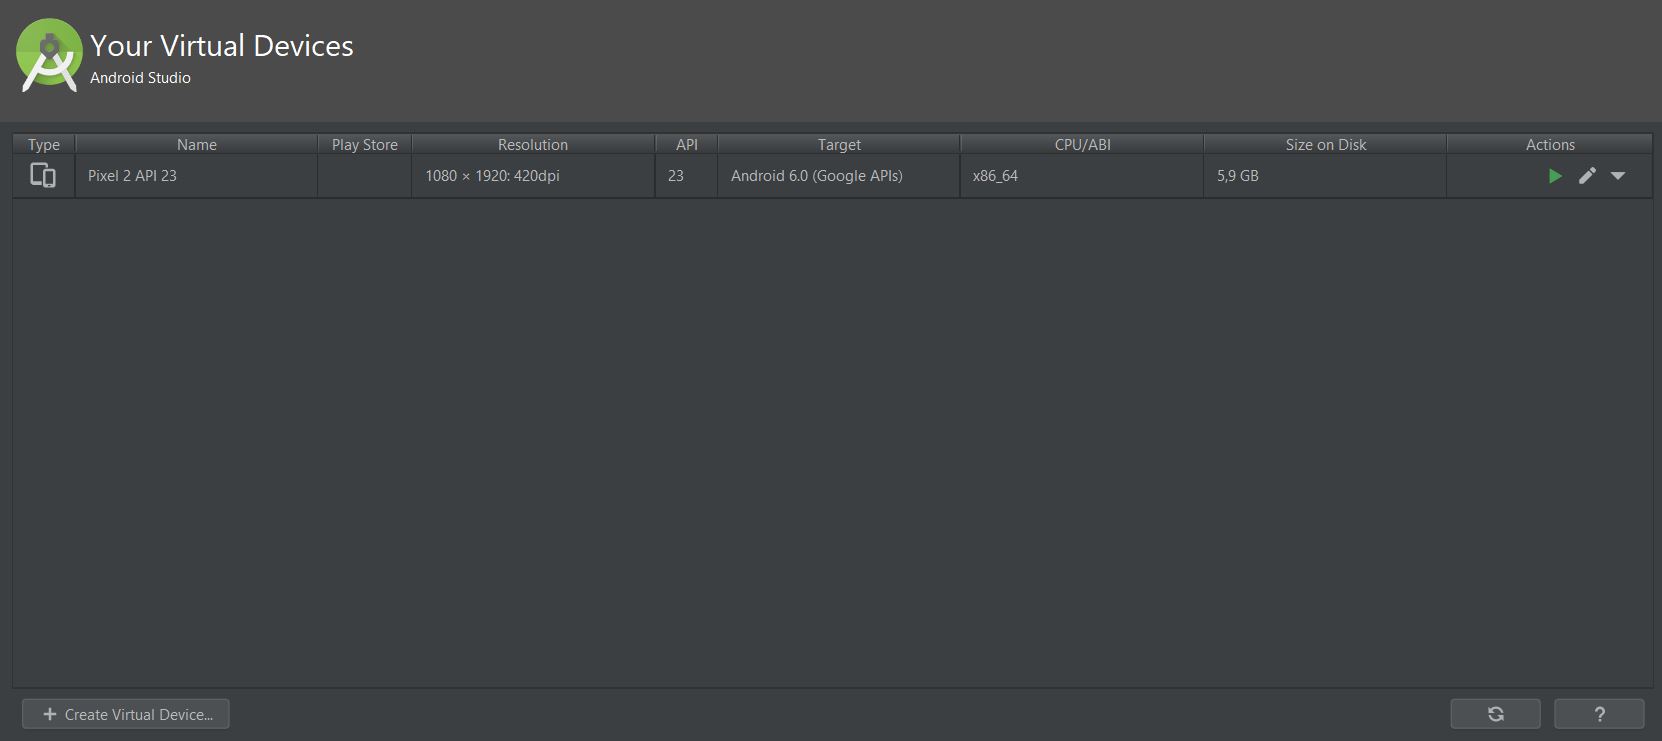 Your Virtual Devices
Android Studio
Type Name Play Store Resolution API Target CPU/ABI Size on Disk Actions
Pixel 2 API 23 1080 × 1920: 420dpi 23 Android 6.0 (Google APIs) x86_64 5,9 GB
+ Create Virtual Device... ?